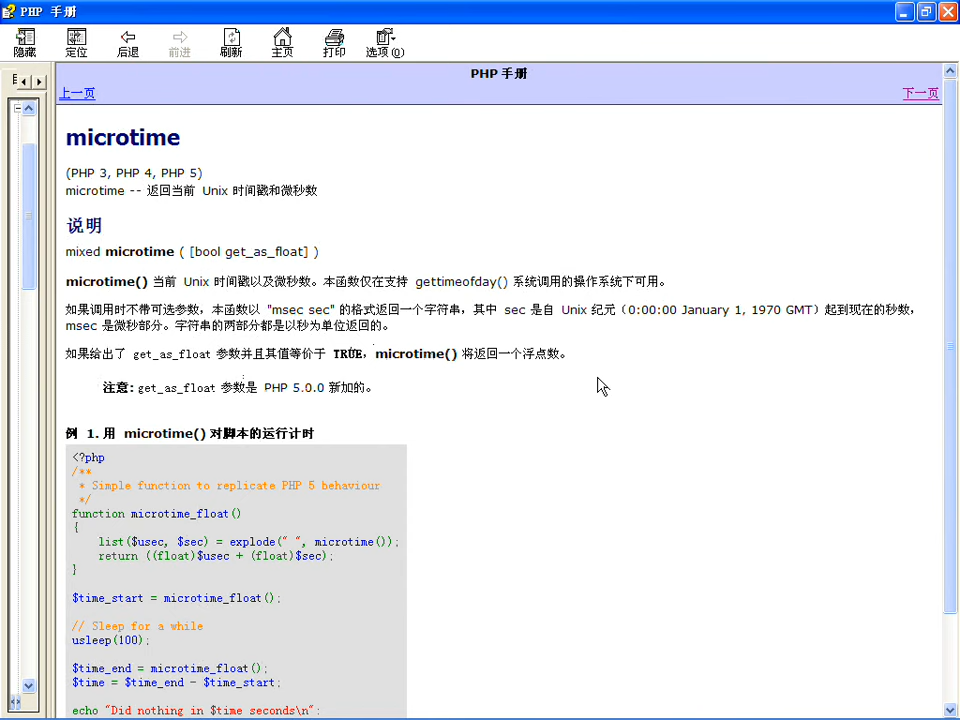 PHP 手册
隐藏 定位 后退 前进 刷新 主页 打印 选项(O)
PHP 手册
上一页 下一页
microtime
(PHP 3, PHP 4, PHP 5)
microtime -- 返回当前 Unix 时间戳和微秒数
说明
mixed microtime ( [bool get_as_float] )
microtime() 当前 Unix 时间戳以及微秒数。本函数仅在支持 gettimeofday() 系统调用的操作系统下可用。
如果调用时不带可选参数，本函数以 "msec sec" 的格式返回一个字符串，其中 sec 是自 Unix 纪元（0:00:00 January 1, 1970 GMT）起到现在的秒数，
msec 是微秒部分。字符串的两部分都是以秒为单位返回的。
如果给出了 get_as_float 参数并且其值等价于 TRUE，microtime() 将返回一个浮点数。
注意: get_as_float 参数是 PHP 5.0.0 新加的。
例 1. 用 microtime() 对脚本的运行计时
<?php
/**
 * Simple function to replicate PHP 5 behaviour
 */
function microtime_float()
{
    list($usec, $sec) = explode(" ", microtime());
    return ((float)$usec + (float)$sec);
}
$time_start = microtime_float();
// Sleep for a while
usleep(100);
$time_end = microtime_float();
$time = $time_end - $time_start;
echo "Did nothing in $time seconds\n";